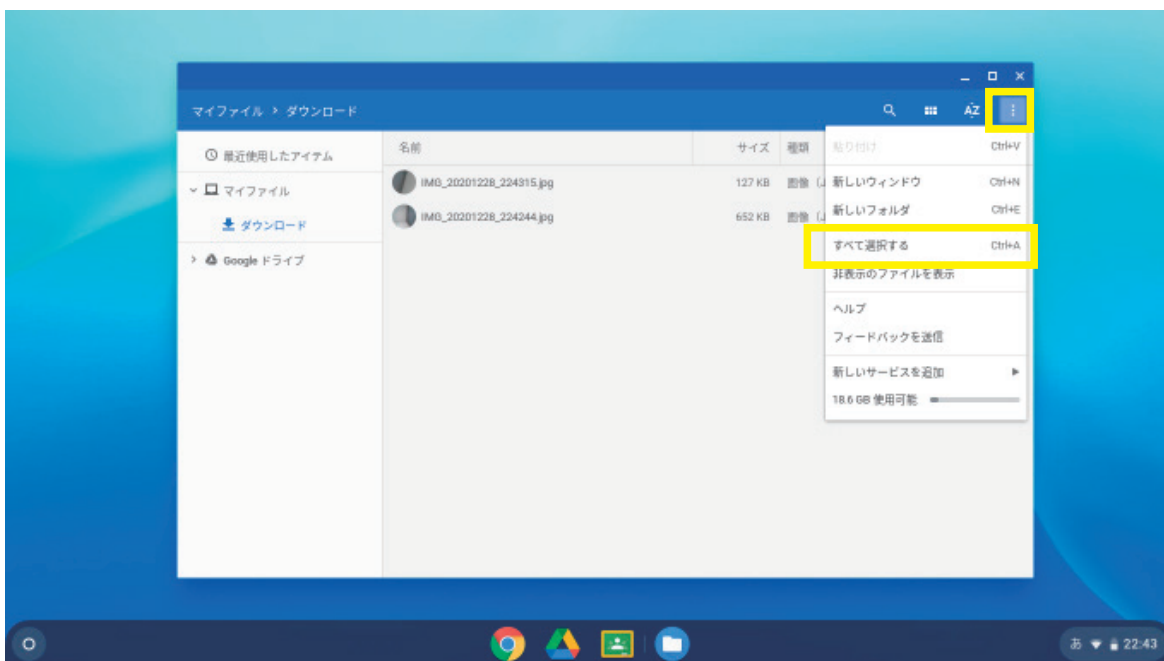 マイファイル > ダウンロード
AZ
最近使用したアイテム
マイファイル
ダウンロード
Google ドライブ
名前 サイズ 種類
IMG_20201228_224315.jpg 127 KB 画像 (J
IMG_20201228_224244.jpg 652 KB 画像 (J
貼り付け Ctrl+V
新しいウィンドウ Ctrl+N
新しいフォルダ Ctrl+E
すべて選択する Ctrl+A
非表示のファイルを表示
ヘルプ
フィードバックを送信
新しいサービスを追加
18.6 GB 使用可能
あ 22:43